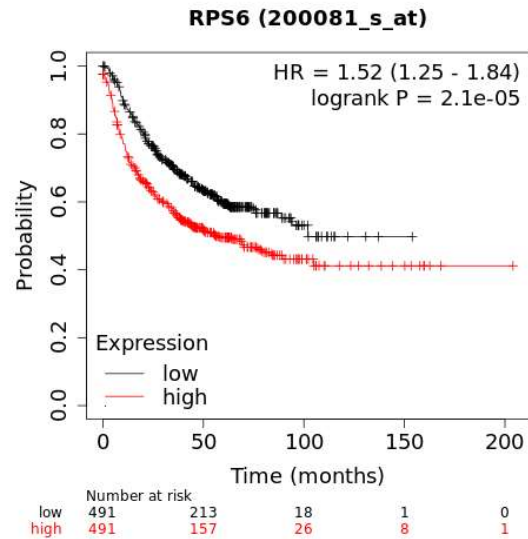 RPS6 (200081_s_at)
HR = 1.52 (1.25 - 1.84)
logrank P = 2.1e-05
Probability
1.0
0.8
0.6
0.4
0.2
0.0
Expression
low
high
0 50 100 150 200
Time (months)
Number at risk
low 491 213 18 1 0
high 491 157 26 8 1